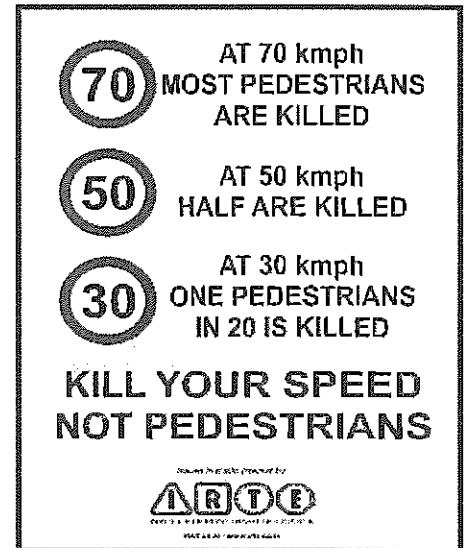 70
AT 70 kmph
MOST PEDESTRIANS
ARE KILLED
50
AT 50 kmph
HALF ARE KILLED
30
AT 30 kmph
ONE PEDESTRIANS
IN 20 IS KILLED
KILL YOUR SPEED
NOT PEDESTRIANS
IRTE